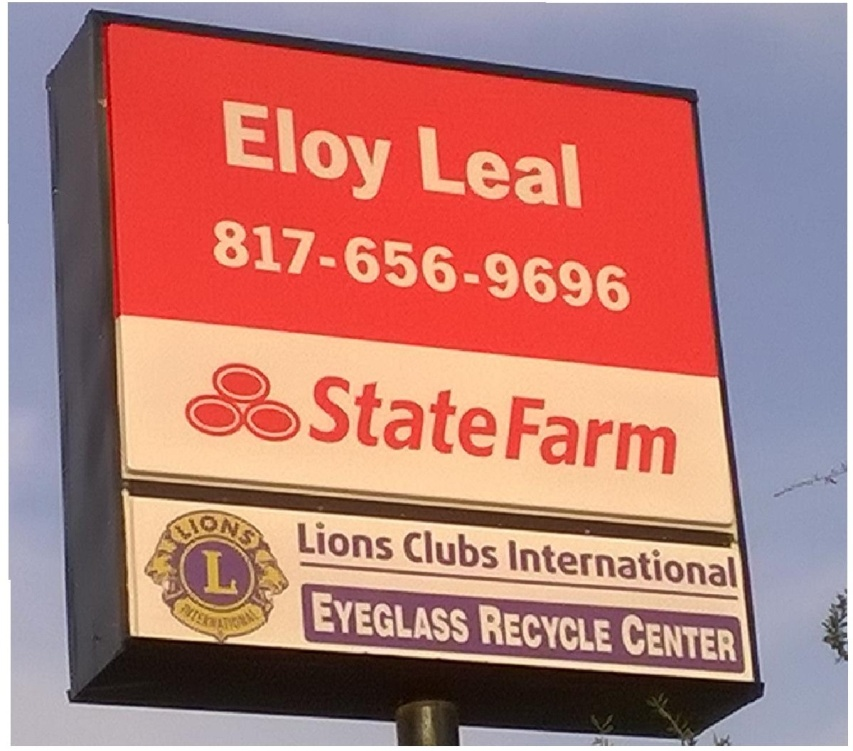 Eloy Leal
817-656-9696
StateFarm
LIONS
L
INTERNATIONAL
Lions Clubs International
EYEGLASS RECYCLE CENTER